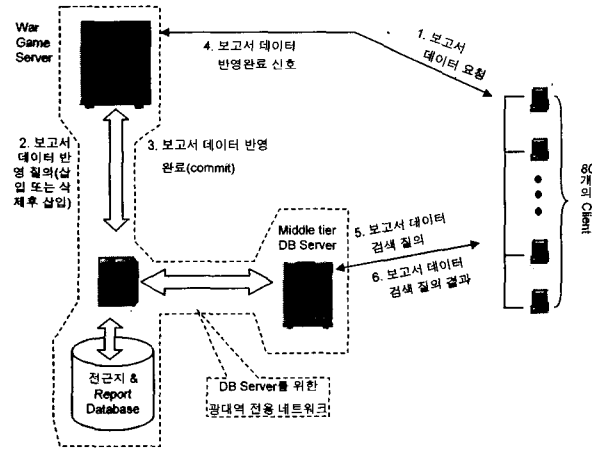 War
Game
Server
4. 보고서 데이터
반영완료 신호
1. 보고서
데이터 요청
2. 보고서
데이터 반
영 질의(삽
입 또는 삭
제후 삽입)
3. 보고서 데이터 반영
완료(commit)
80
개의 Client
Middle tier
DB Server
5. 보고서 데이터
검색 질의
6. 보고서 데이터
검색 질의 결과
전근지 &
Report
Database
DB Server를 위한
광대역 전용 네트워크